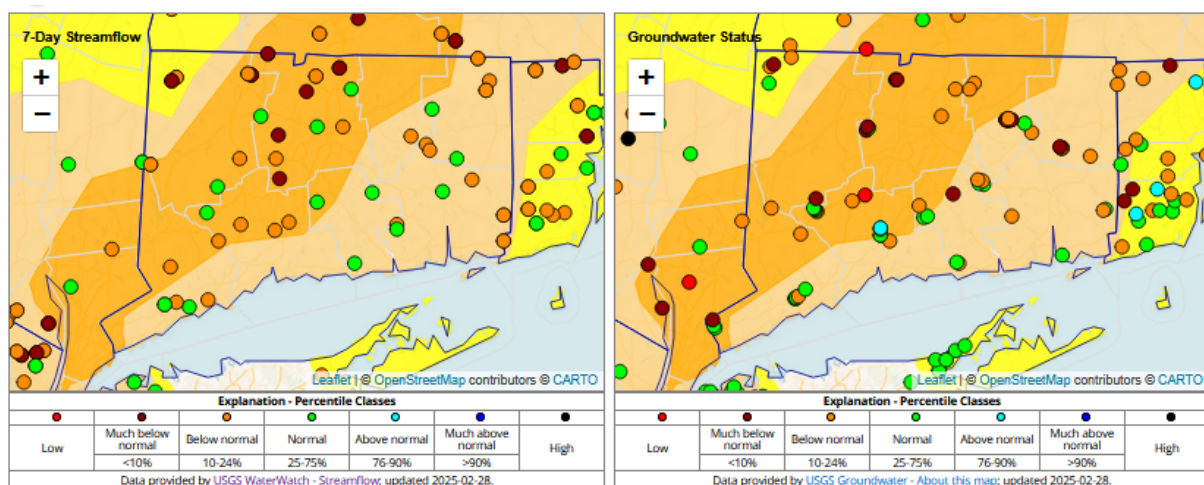 7-Day Streamflow
+
−
Leaflet | © OpenStreetMap contributors © CARTO
Explanation - Percentile Classes
Low
Much below normal
Below normal
Normal
Above normal
Much above normal
High
<10%
10-24%
25-75%
76-90%
>90%
Data provided by USGS WaterWatch - Streamflow; updated 2025-02-28.
Groundwater Status
+
−
Leaflet | © OpenStreetMap contributors © CARTO
Explanation - Percentile Classes
Low
Much below normal
Below normal
Normal
Above normal
Much above normal
High
<10%
10-24%
25-75%
76-90%
>90%
Data provided by USGS Groundwater - About this map; updated 2025-02-28.